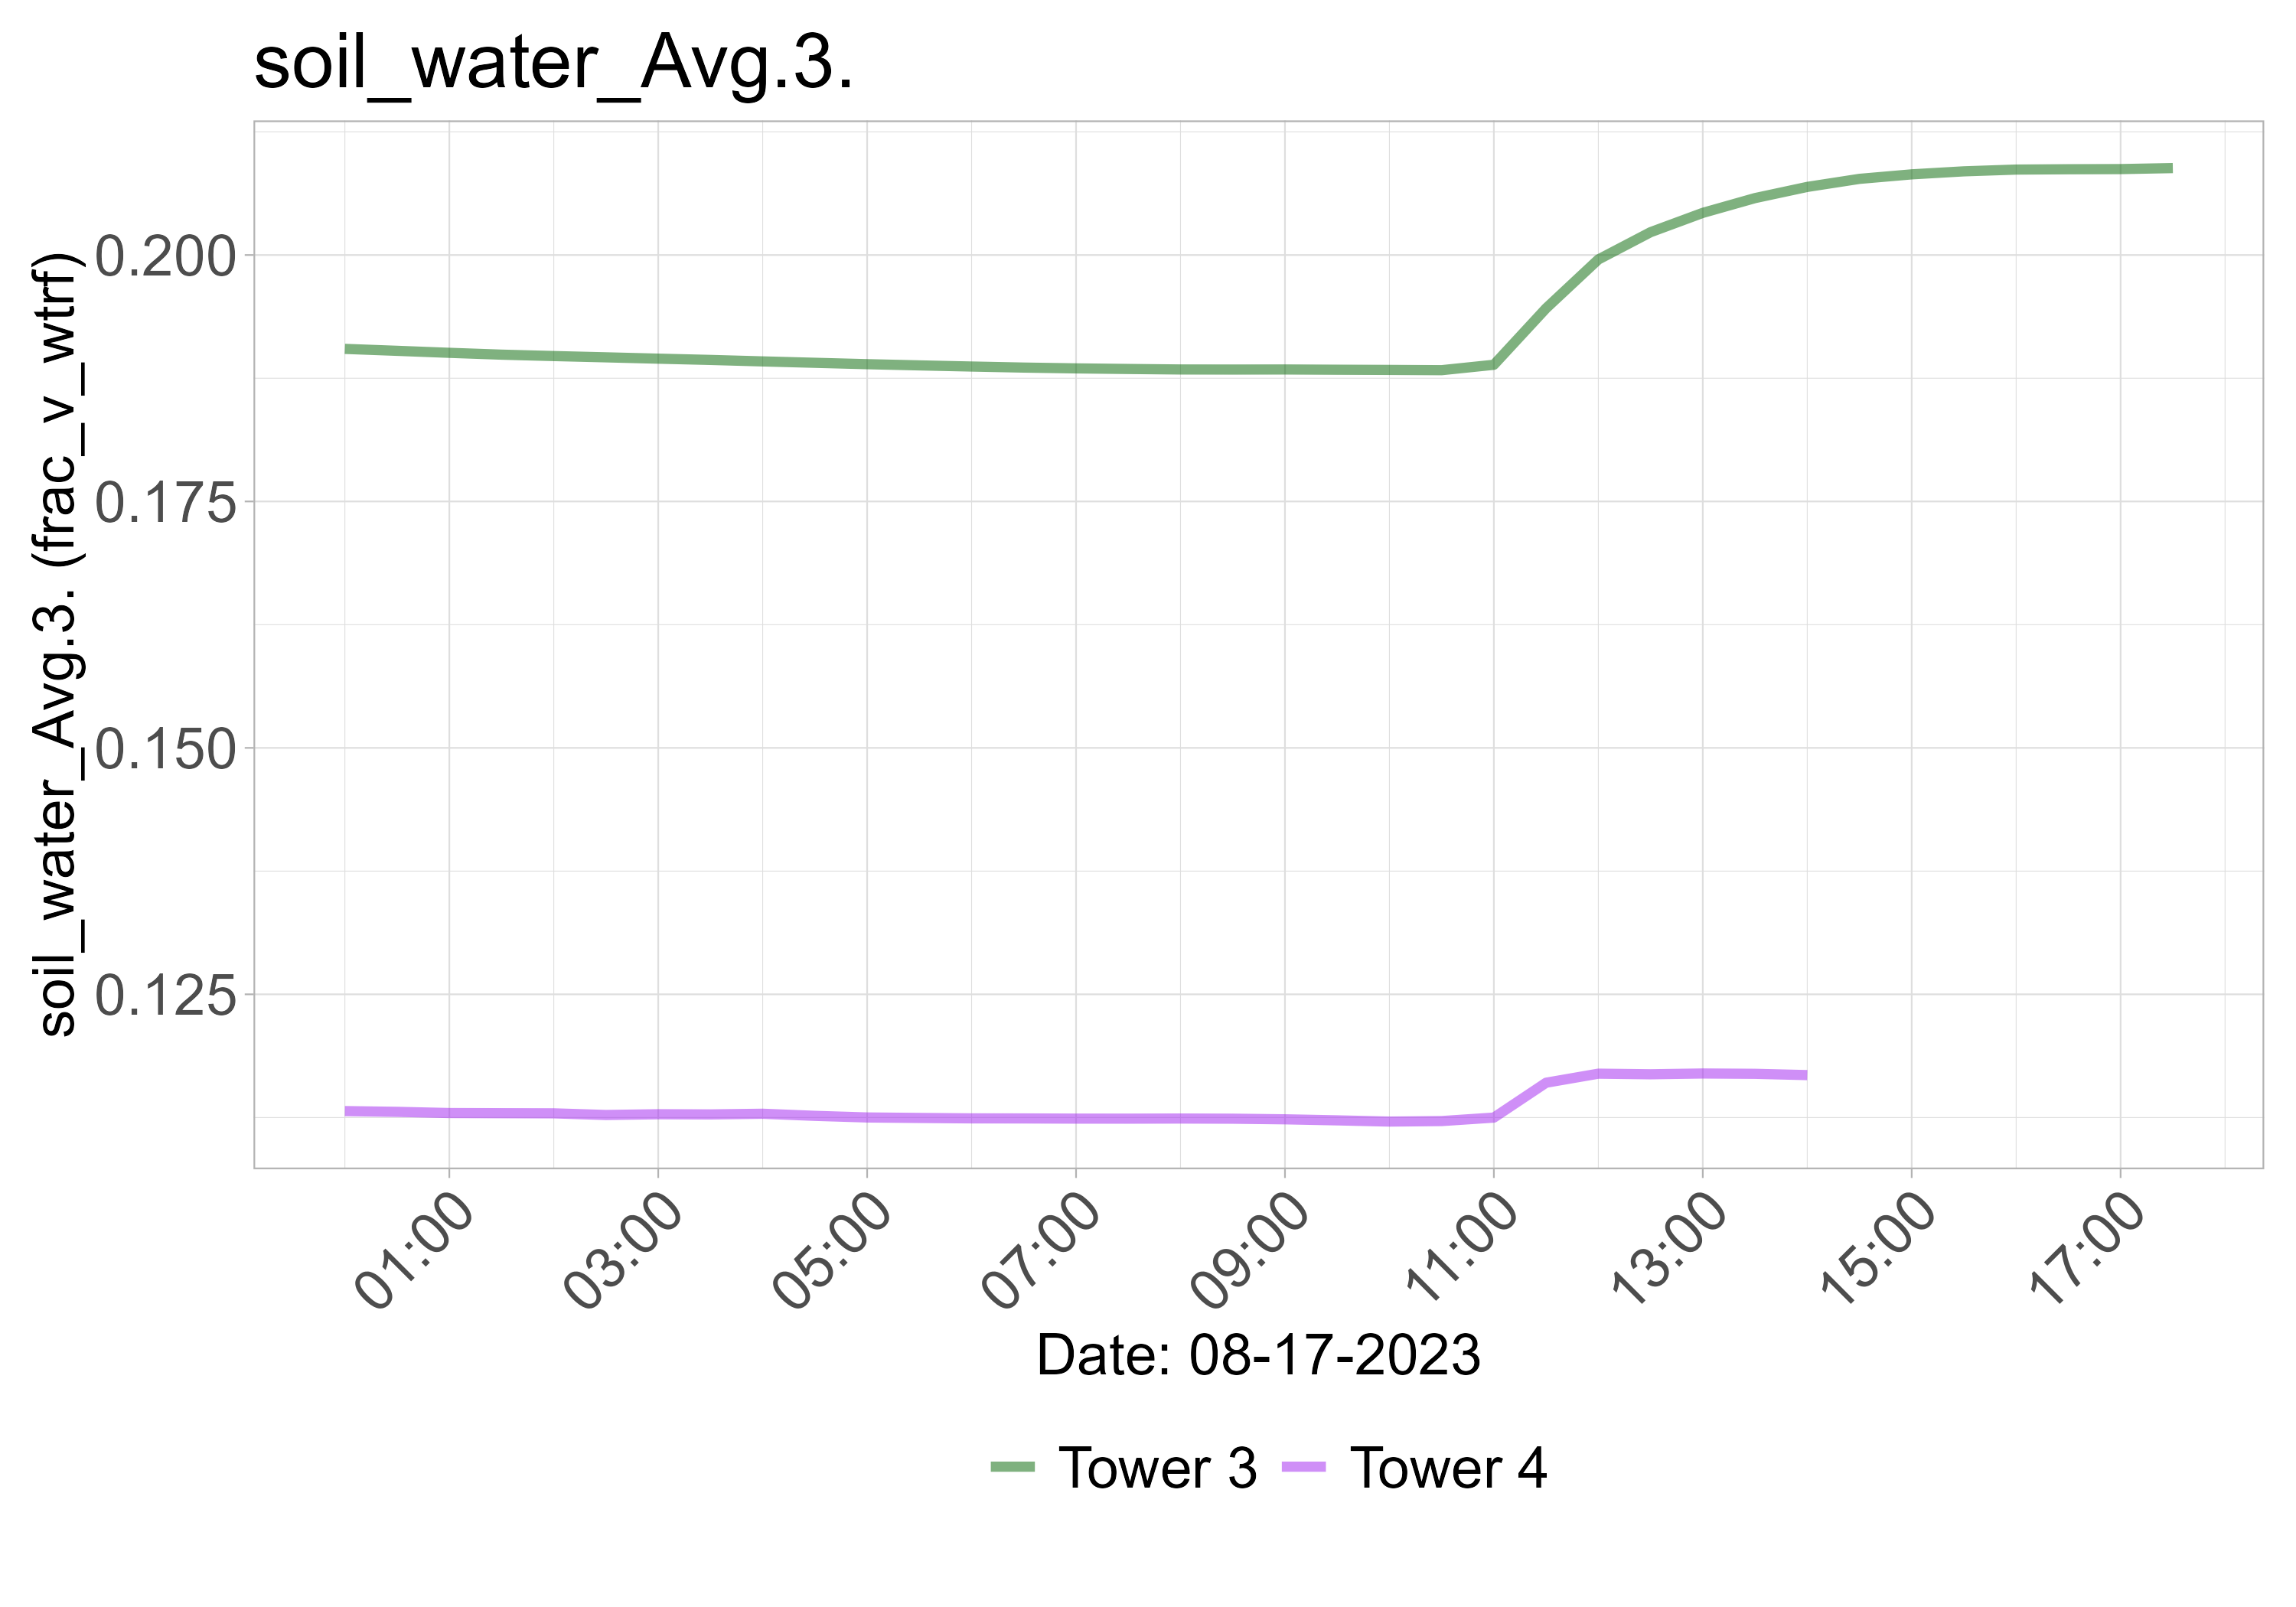 soil_water_Avg.3.
soil_water_Avg.3. (frac_v_wtrf)
0.200
0.175
0.150
0.125
01:00
03:00
05:00
07:00
09:00
11:00
13:00
15:00
17:00
Date: 08-17-2023
Tower 3
Tower 4